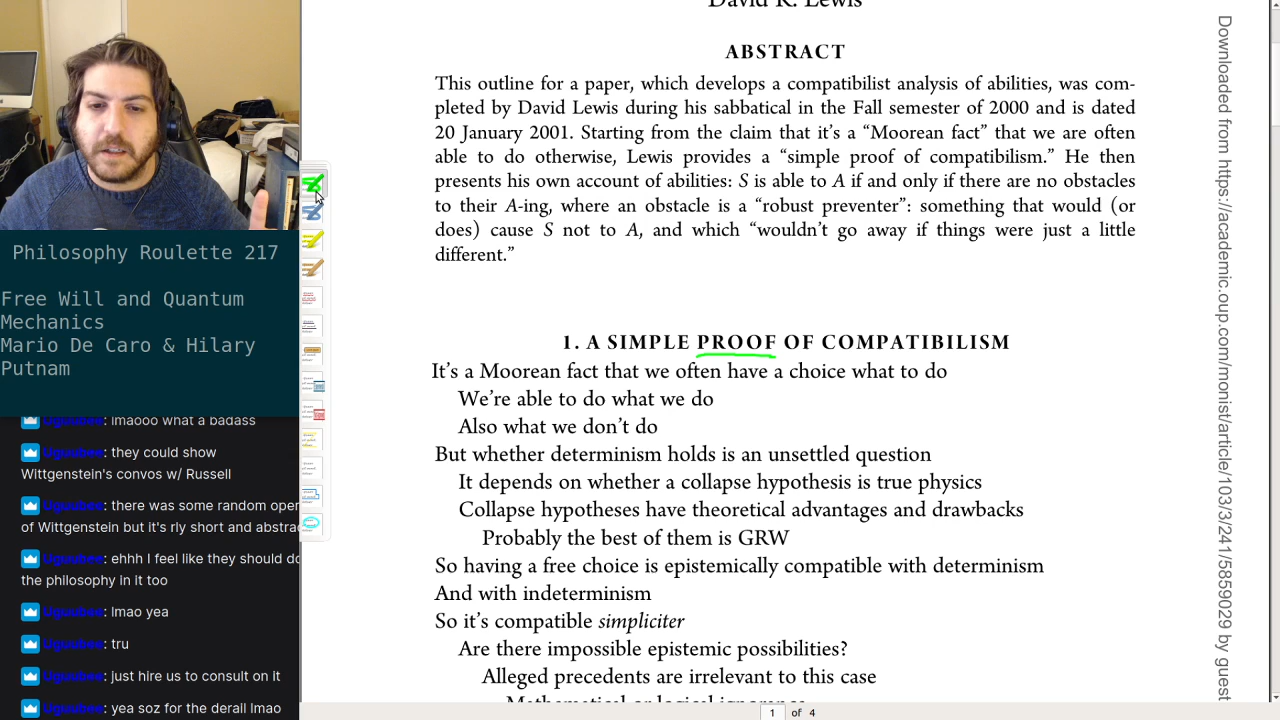 David K. Lewis
ABSTRACT
This outline for a paper, which develops a compatibilist analysis of abilities, was com-
pleted by David Lewis during his sabbatical in the Fall semester of 2000 and is dated
20 January 2001. Starting from the claim that it's a “Moorean fact” that we are often
able to do otherwise, Lewis provides a “simple proof of compatibilism.” He then
presents his own account of abilities: S is able to A if and only if there are no obstacles
to their A-ing, where an obstacle is a “robust preventer”: something that would (or
does) cause S not to A, and which “wouldn't go away if things were just a little
different.”
1. A SIMPLE PROOF OF COMPATIBILISM
It's a Moorean fact that we often have a choice what to do
We're able to do what we do
Also what we don't do
But whether determinism holds is an unsettled question
It depends on whether a collapse hypothesis is true physics
Collapse hypotheses have theoretical advantages and drawbacks
Probably the best of them is GRW
So having a free choice is epistemically compatible with determinism
And with indeterminism
So it's compatible simpliciter
Are there impossible epistemic possibilities?
Alleged precedents are irrelevant to this case
Downloaded from https://academic.oup.com/monist/article/103/3/241/5859029 by guest
1 of 4
Philosophy Roulette 217
Free Will and Quantum
Mechanics
Mario De Caro & Hilary
Putnam
: lmaooo what a badass
: they could show
Wittgenstein's convos w/ Russell
: there was some random oper
of Wittgenstein but it's rly short and abstra
: ehhh I feel like they should do
the philosophy in it too
: lmao yea
: tru
: just hire us to consult on it
: yea soz for the derall lmao